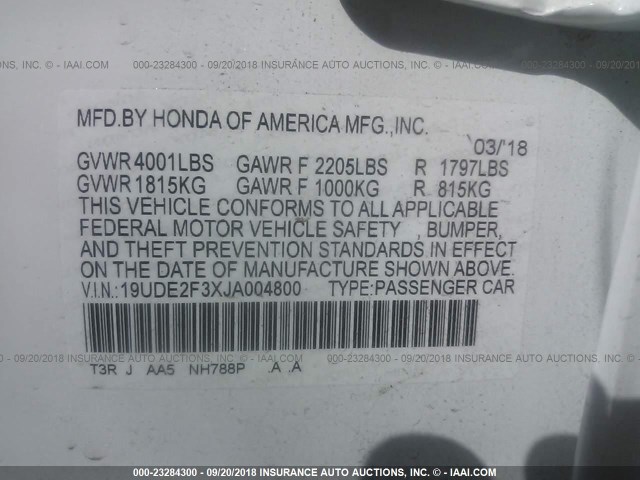 INC. - IAAI.COM 000-23284300 - 09/20/2018 INSURANCE AUTO AUCTIONS, INC. - IAAI.COM 000-23284300 - 09/20/2018
MFD.BY HONDA OF AMERICA MFG.,INC.
03/'18
GVWR 4001LBS GAWR F 2205LBS R 1797LBS
GVWR 1815KG GAWR F 1000KG R 815KG
THIS VEHICLE CONFORMS TO ALL APPLICABLE
FEDERAL MOTOR VEHICLE SAFETY , BUMPER,
AND THEFT PREVENTION STANDARDS IN EFFECT
ON THE DATE OF MANUFACTURE SHOWN ABOVE.
V.I.N.:19UDE2F3XJA004800 TYPE:PASSENGER CAR
- 09/20/2018 INSURANCE AUTO AUCTIONS, INC. - IAAI.COM 000-23284300 - 09/20/2018 INSURANCE AUTO AUCTIONS, INC. - IAAI.
T3R J AA5 NH788P .A .A
000-23284300 - 09/20/2018 INSURANCE AUTO AUCTIONS, INC. - IAAI.COM